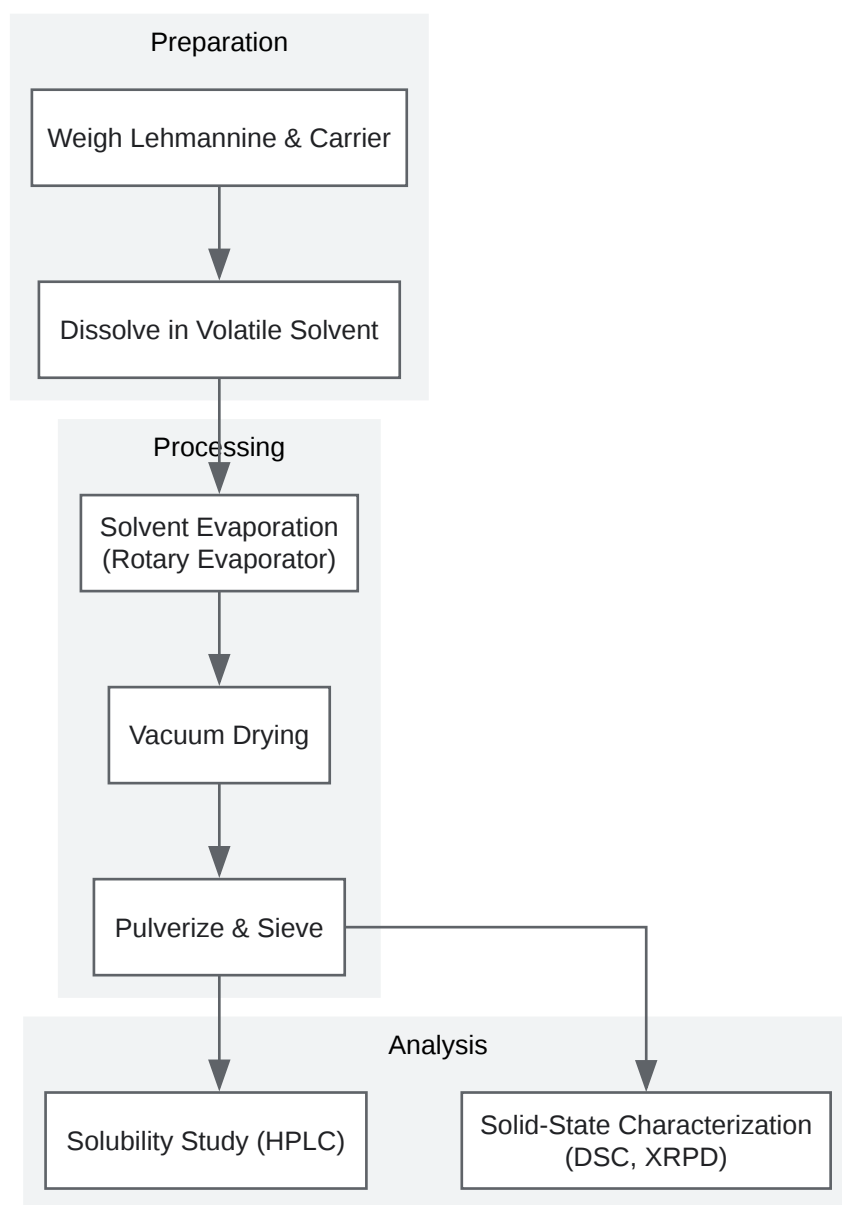 Preparation
Weigh Lehmannine & Carrier
Dissolve in Volatile Solvent
Processing
Solvent Evaporation
(Rotary Evaporator)
Vacuum Drying
Pulverize & Sieve
Analysis
Solubility Study (HPLC)
Solid-State Characterization
(DSC, XRPD)